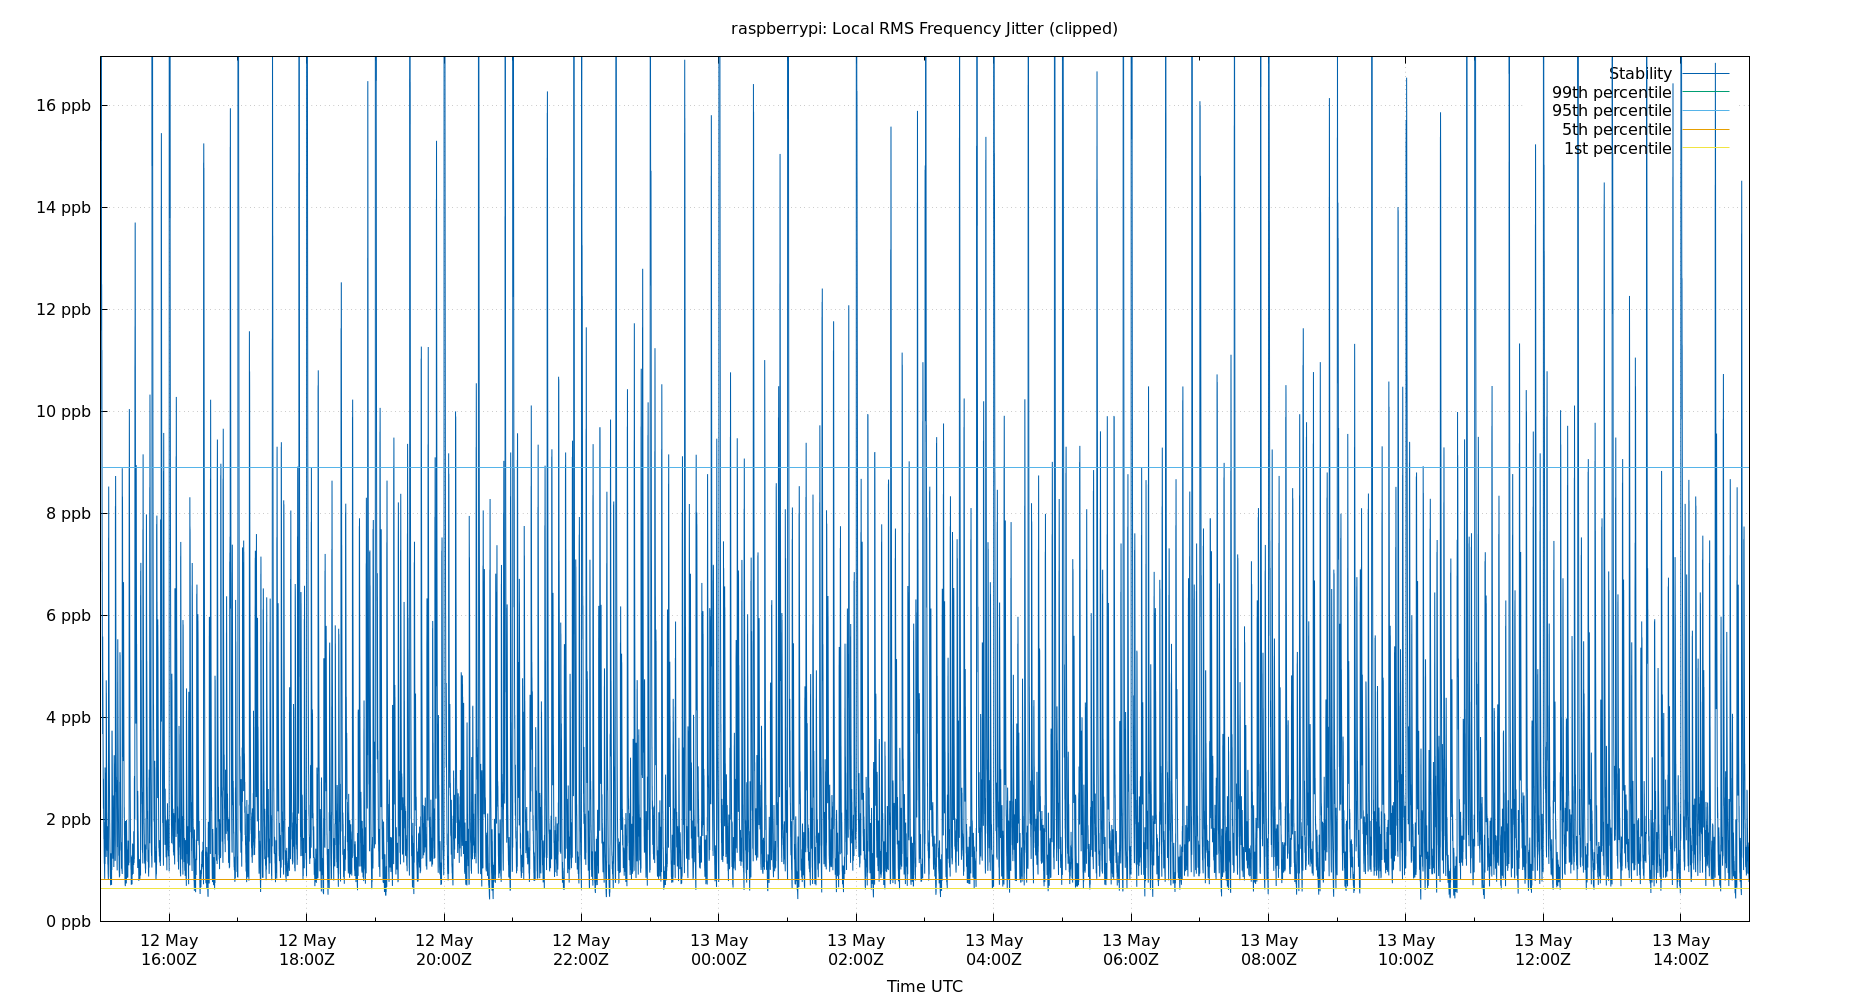 raspberrypi: Local RMS Frequency Jitter (clipped)
Stability
99th percentile
95th percentile
5th percentile
1st percentile
16 ppb
14 ppb
12 ppb
10 ppb
8 ppb
6 ppb
4 ppb
2 ppb
0 ppb
12 May 12 May 12 May 12 May 13 May 13 May 13 May 13 May 13 May 13 May 13 May 13 May
16:00Z 18:00Z 20:00Z 22:00Z 00:00Z 02:00Z 04:00Z 06:00Z 08:00Z 10:00Z 12:00Z 14:00Z
Time UTC